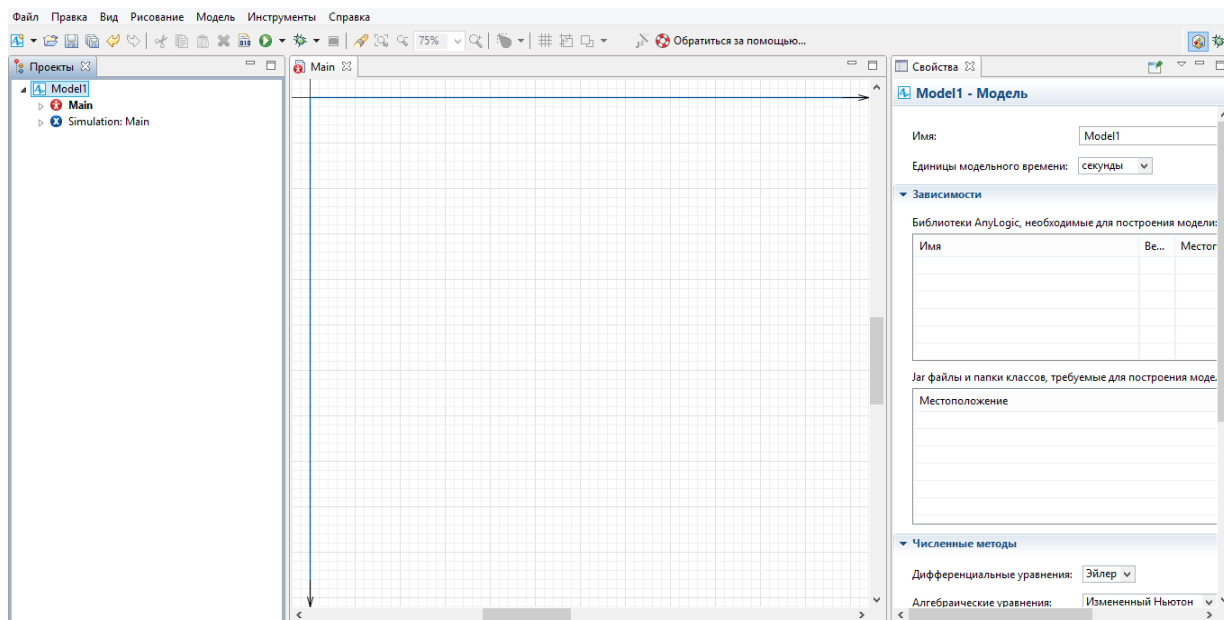 Файл Правка Вид Рисование Модель Инструменты Справка
75% Обратиться за помощью...
Проекты
Model1
Main
Simulation: Main
Main
Свойства
Model1 - Модель
Имя: Model1
Единицы модельного времени: секунды
Зависимости
Библиотеки AnyLogic, необходимые для построения модели:
Имя Ве... Местог
Jar файлы и папки классов, требуемые для построения моде.
Местоположение
Численные методы
Дифференциальные уравнения: Эйлер
Алгебраические уравнения: Измененный Ньютон